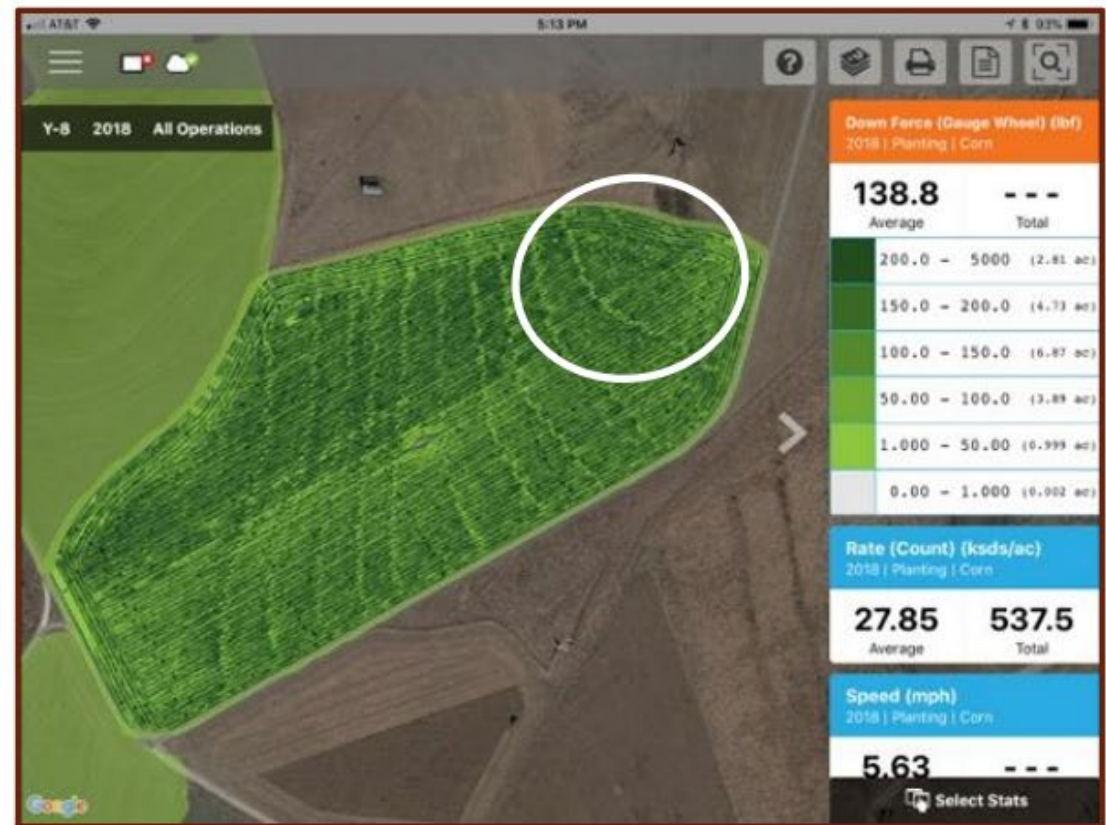 AT&T 5:13 PM 93%
Y-8 2018 All Operations
Down Force (Gauge Wheel) (lbf)
2018 | Planting | Corn
138.8 ---
Average Total
200.0 - 5000 (2.81 ac)
150.0 - 200.0 (4.73 ac)
100.0 - 150.0 (6.87 ac)
50.00 - 100.0 (3.89 ac)
1.000 - 50.00 (0.999 ac)
0.00 - 1.000 (0.002 ac)
Rate (Count) (ksds/ac)
2018 | Planting | Corn
27.85 537.5
Average Total
Speed (mph)
2018 | Planting | Corn
5.63 ---
Select Stats
Google